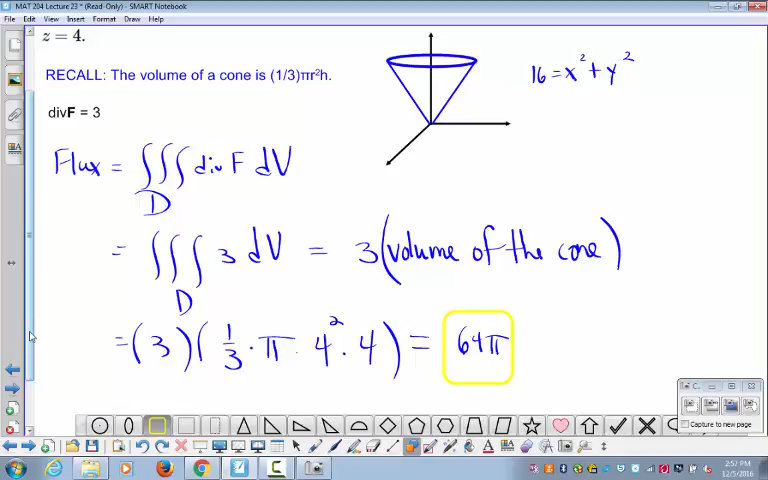 MAT 204 Lecture 23 * (Read-Only) - SMART Notebook
File Edit View Insert Format Draw Help
z = 4.
RECALL: The volume of a cone is (1/3)πr²h.
16 = x² + y²
divF = 3
Flux = ∭_D div F dV
= ∭_D 3 dV = 3(volume of the cone)
= (3)(1/3 · π · 4² · 4) = 64π
Capture to new page
2:57 PM
12/5/2016